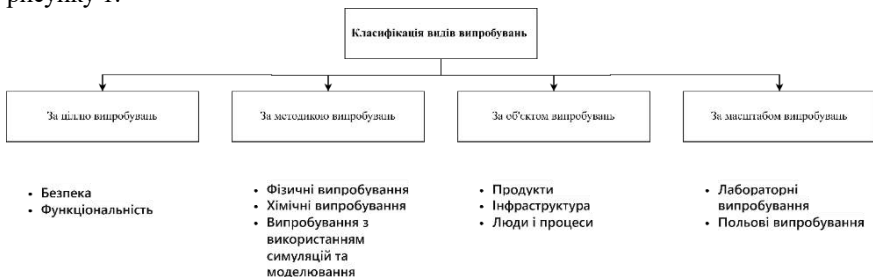 рисунку 1.
Класифікація видів випробувань
За ціллю випробувань
За методикою випробувань
За об'єктом випробувань
За масштабом випробувань
• Безпека
• Функціональність
• Фізичні випробування
• Хімічні випробування
• Випробування з
використанням
симуляцій та
моделювання
• Продукти
• Інфраструктура
• Люди і процеси
• Лабораторні
випробування
• Польові випробування